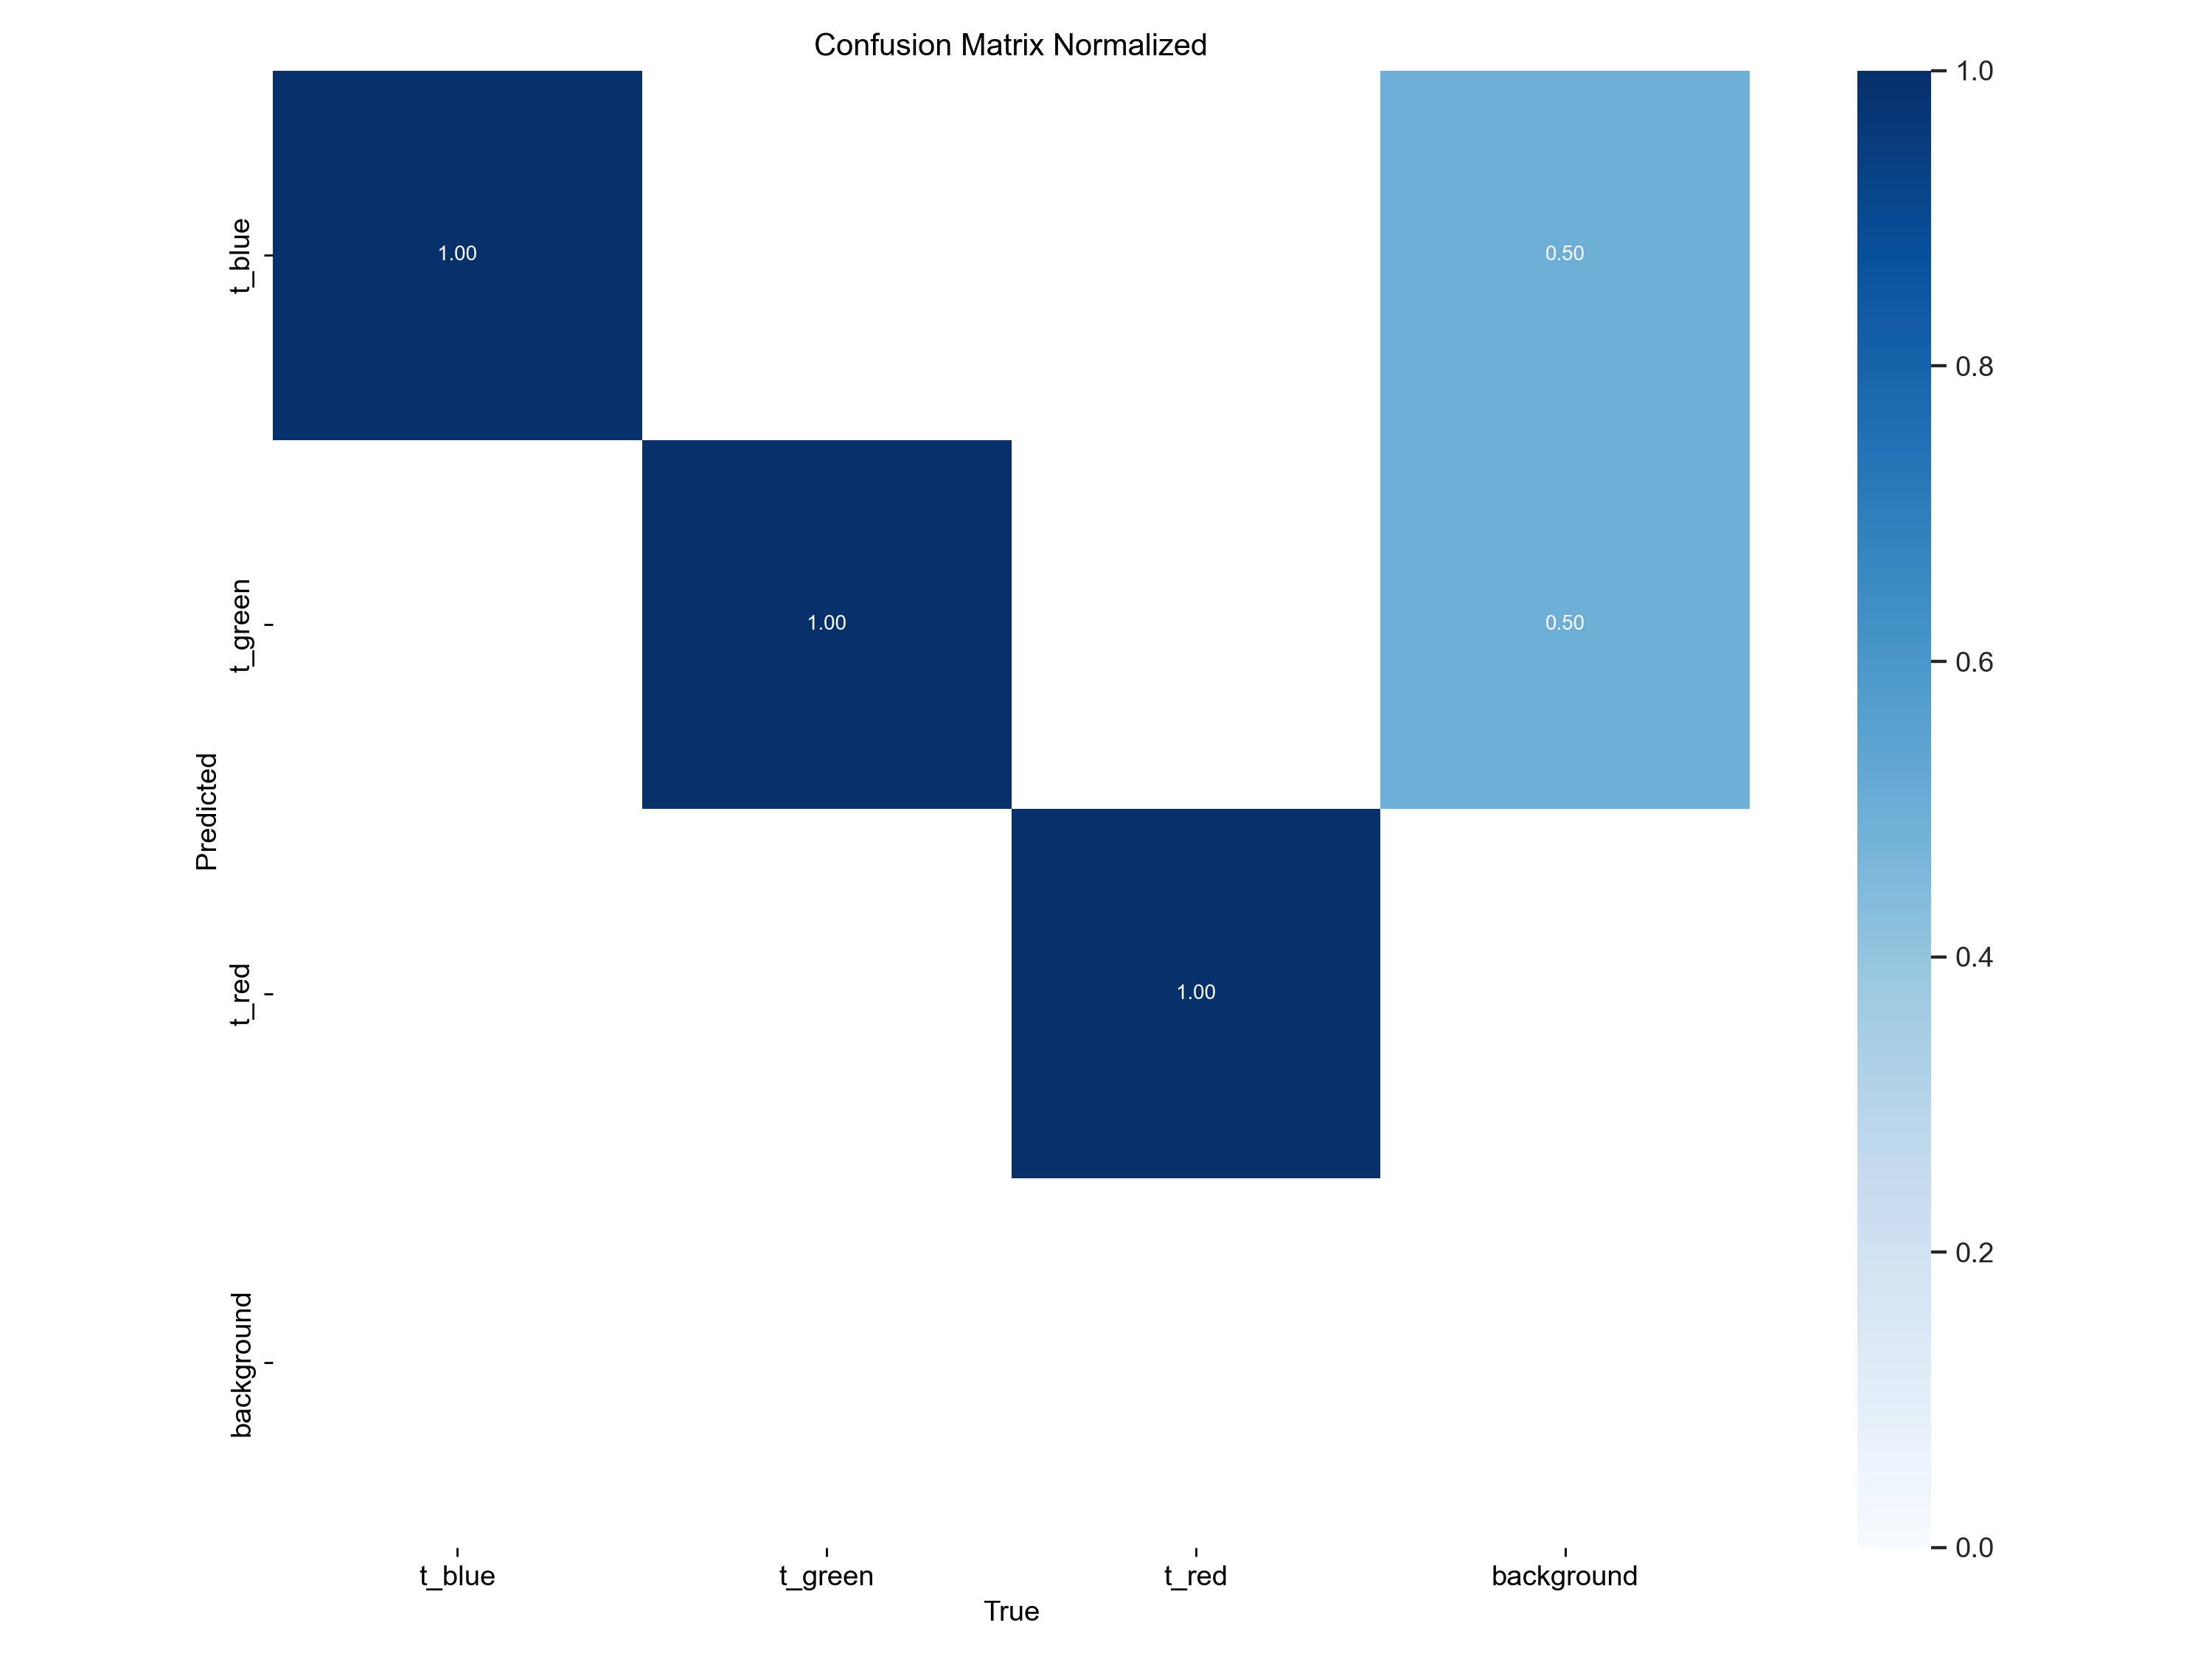 Confusion Matrix Normalized
1.0
t_blue
1.00
0.50
0.8
t_green
1.00
0.50
0.6
Predicted
0.4
t_red
1.00
0.2
background
0.0
t_blue
t_green
t_red
background
True